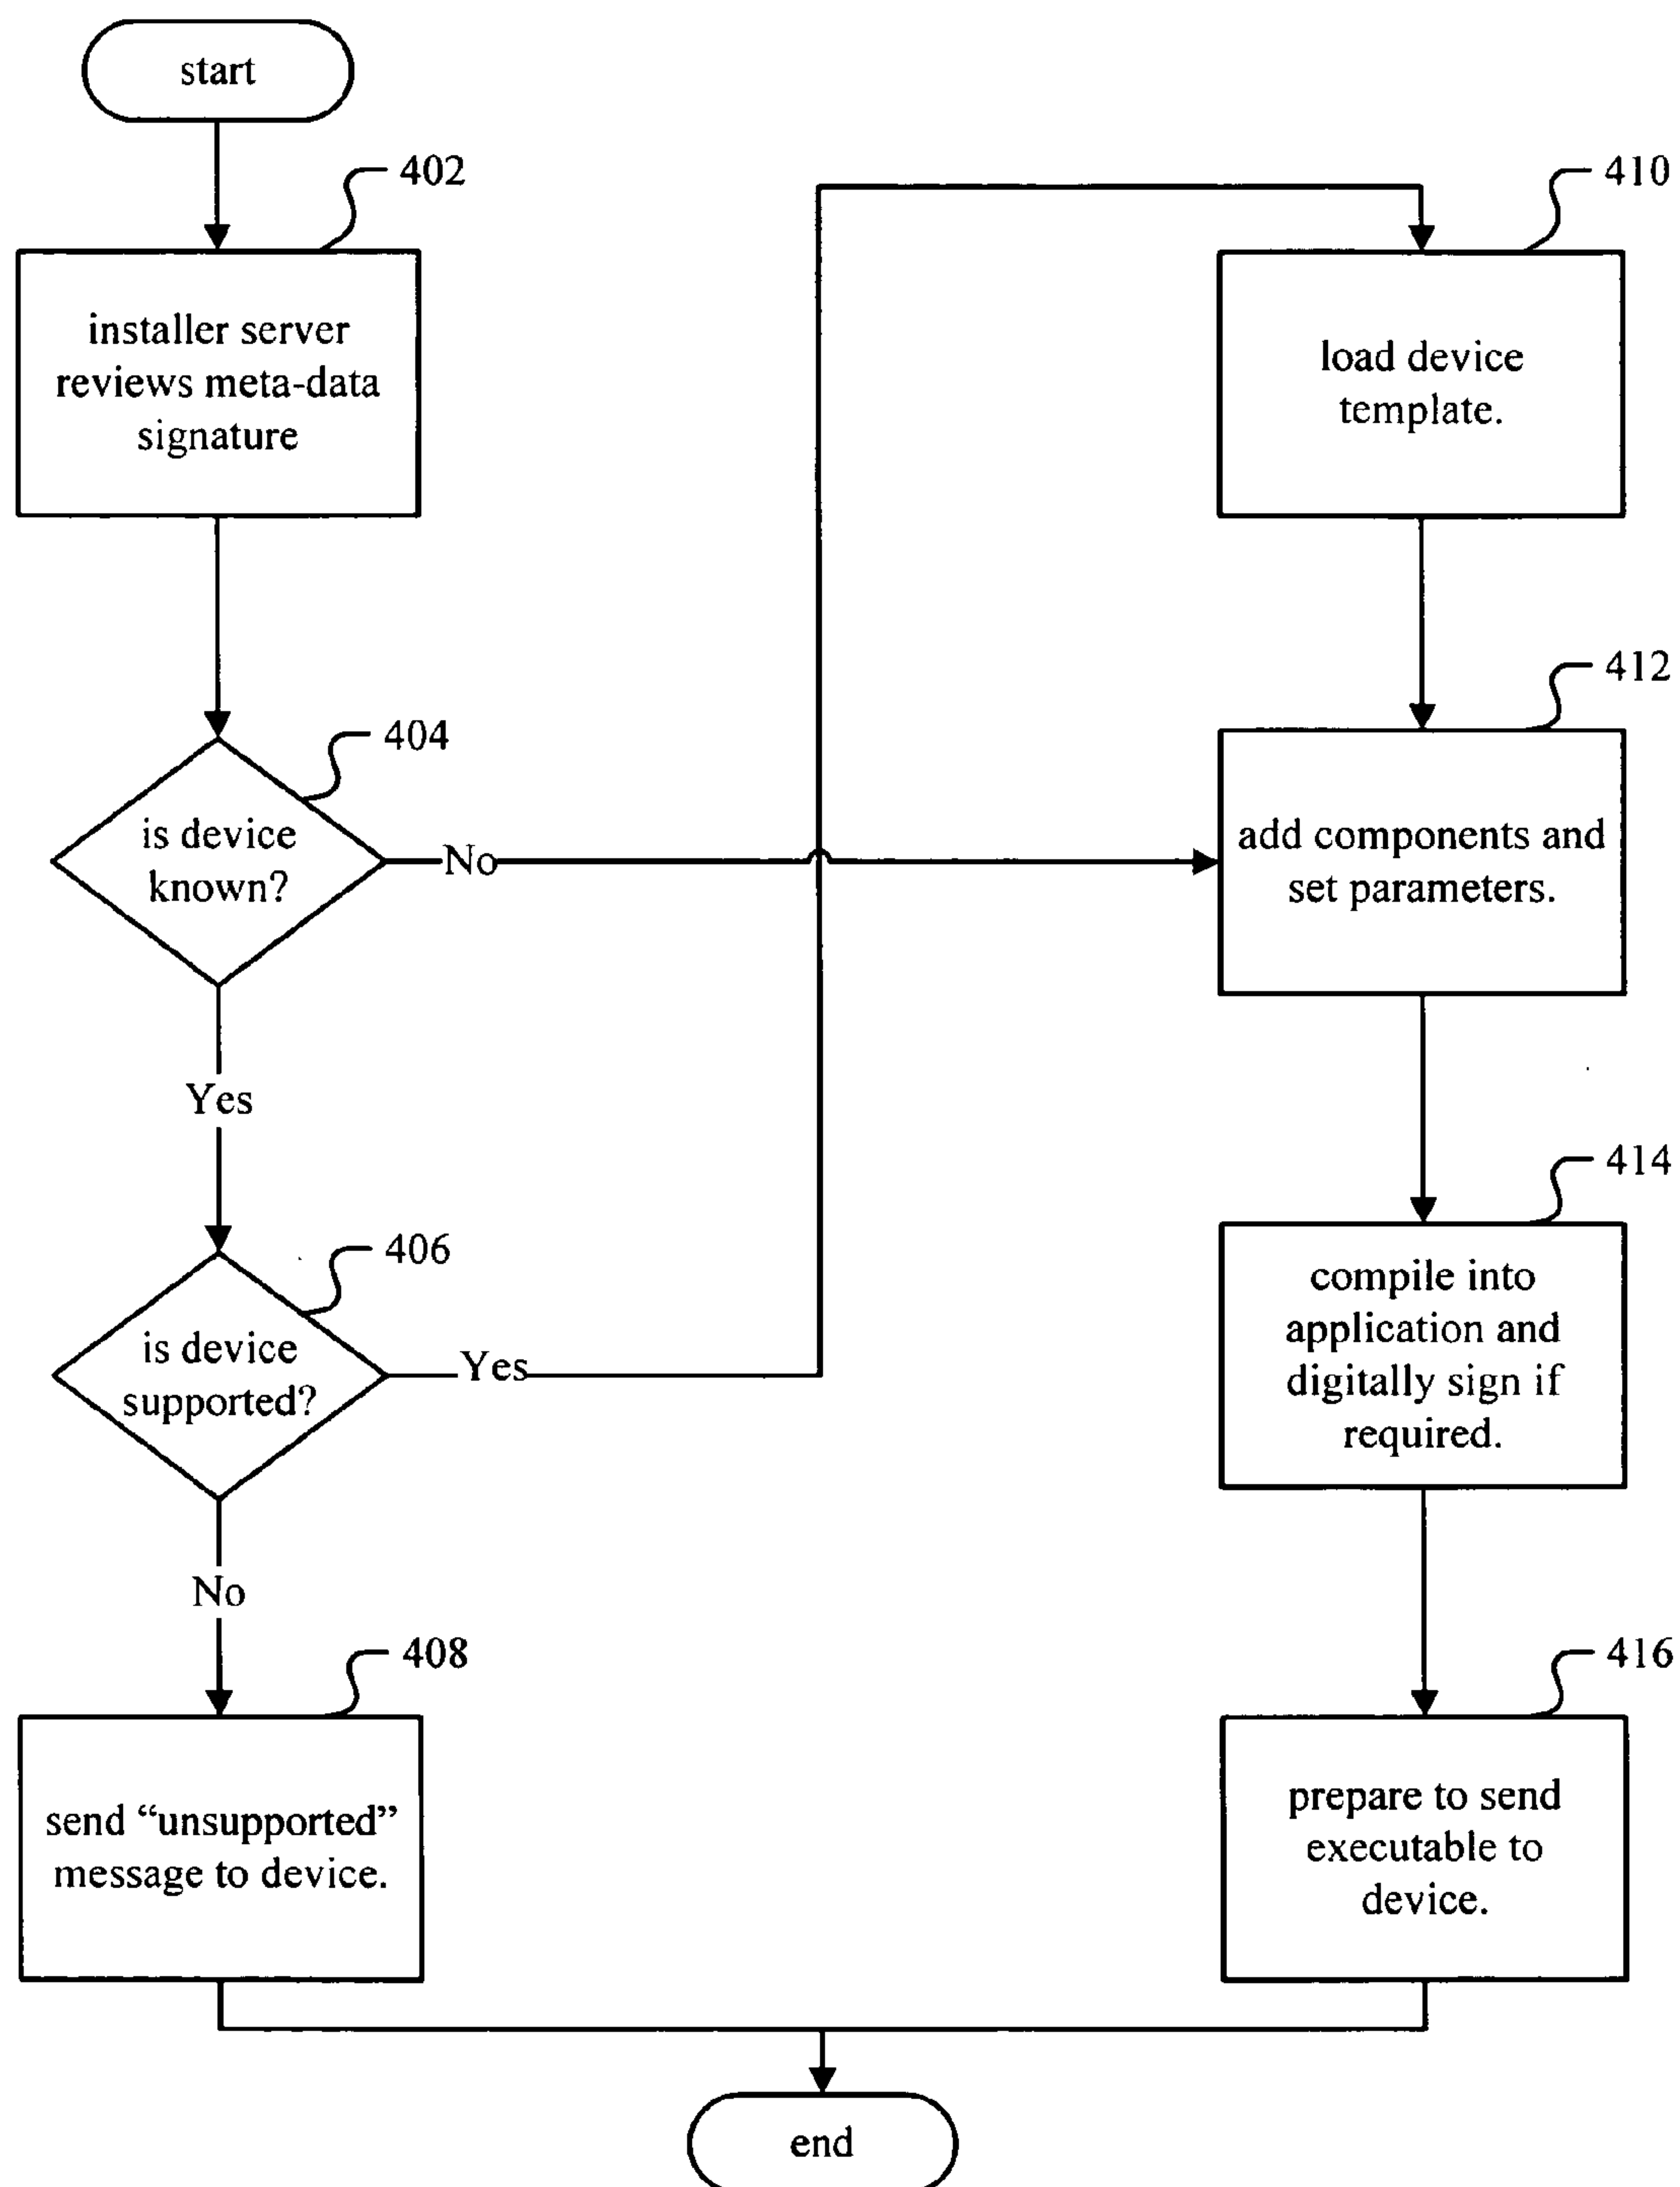 start
402
installer server
reviews meta-data
signature
404
is device
known?
No
Yes
406
is device
supported?
Yes
No
408
send “unsupported”
message to device.
410
load device
template.
412
add components and
set parameters.
414
compile into
application and
digitally sign if
required.
416
prepare to send
executable to
device.
end